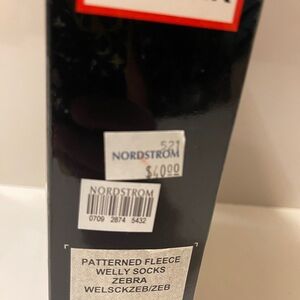 521
NORDSTROM
$40.00
NORDSTROM
0709 2874 5432
PATTERNED FLEECE
WELLY SOCKS
ZEBRA
WELSCKZEB/ZEB